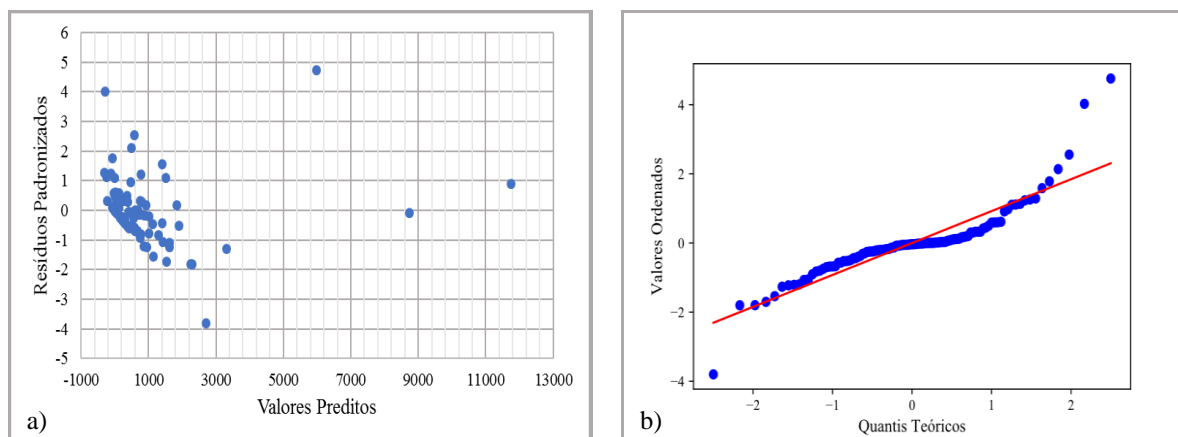 6
5
4
3
2
1
0
-1
-2
-3
-4
-5
Resíduos Padronizados
-1000 1000 3000 5000 7000 9000 11000 13000
Valores Preditos
a)
4
2
0
−2
−4
Valores Ordenados
−2 −1 0 1 2
Quantis Teóricos
b)